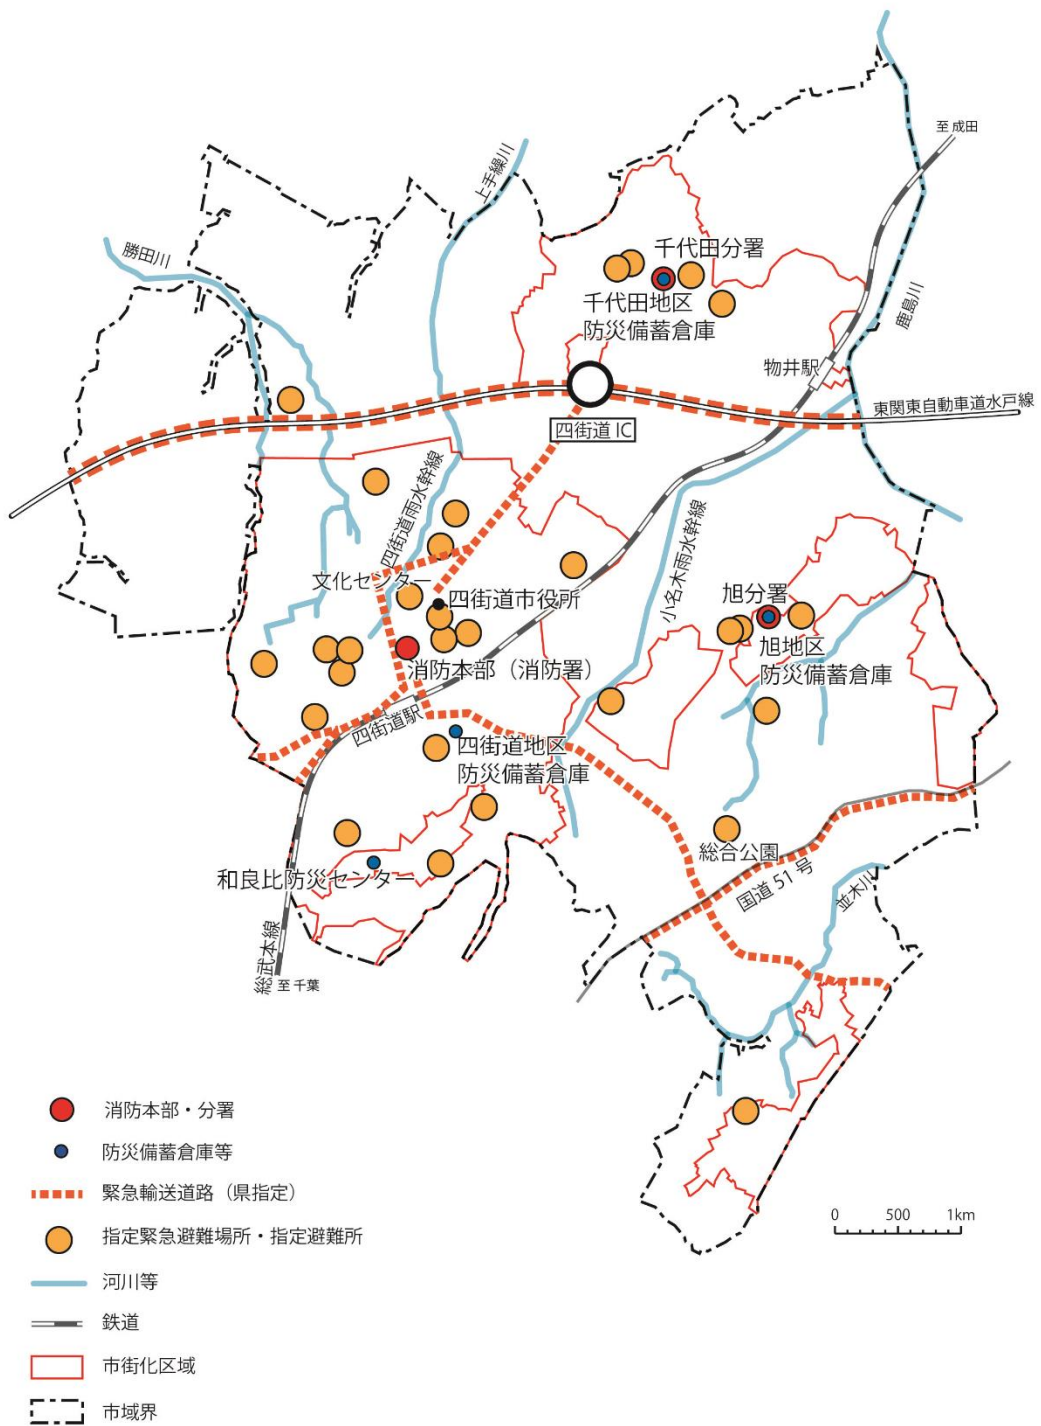 至 成田
上手繰川
勝田川
千代田分署
千代田地区
防災備蓄倉庫
鹿島川
物井駅
東関東自動車道水戸線
四街道 IC
四街道雨水幹線
小名木雨水幹線
文化センター
四街道市役所
旭分署
旭地区
防災備蓄倉庫
消防本部（消防署）
四街道駅
四街道地区
防災備蓄倉庫
総合公園
国道 51 号
和良比防災センター
並木川
総武本線
至 千葉
消防本部・分署
防災備蓄倉庫等
緊急輸送道路（県指定）
指定緊急避難場所・指定避難所
河川等
鉄道
市街化区域
市域界
0 500 1km